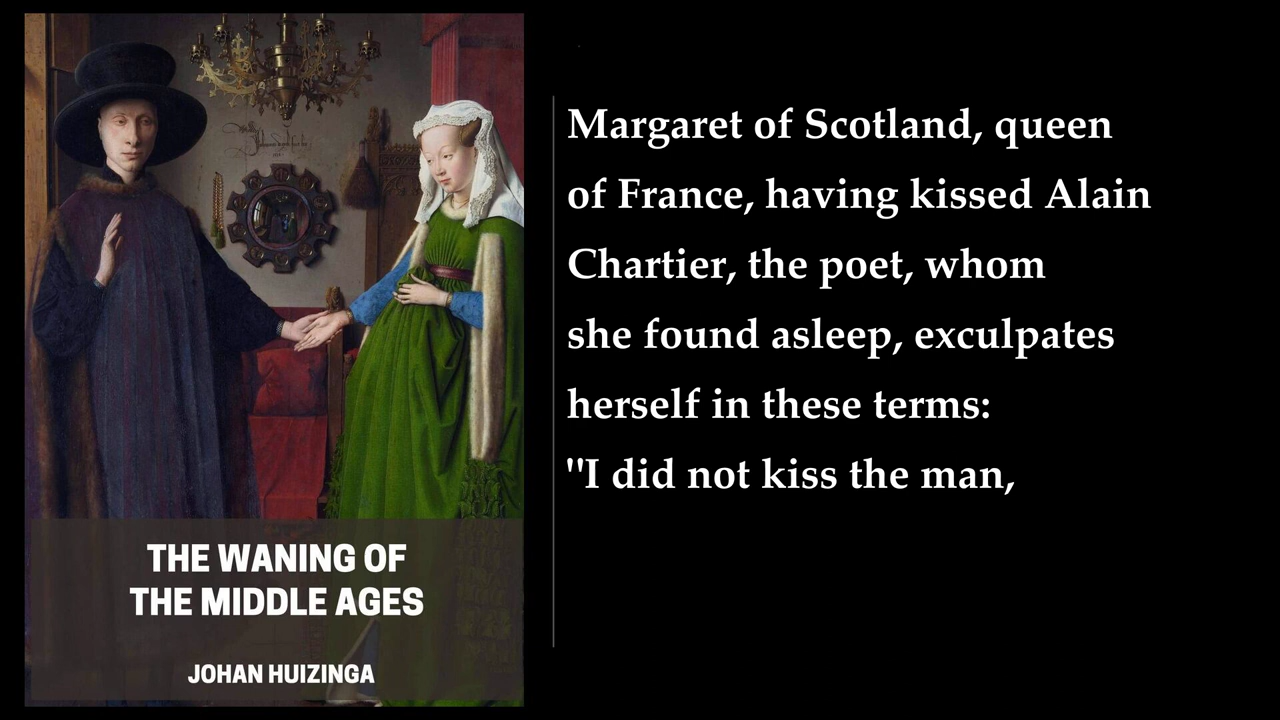 THE WANING OF
THE MIDDLE AGES
JOHAN HUIZINGA
Margaret of Scotland, queen
of France, having kissed Alain
Chartier, the poet, whom
she found asleep, exculpates
herself in these terms:
"I did not kiss the man,